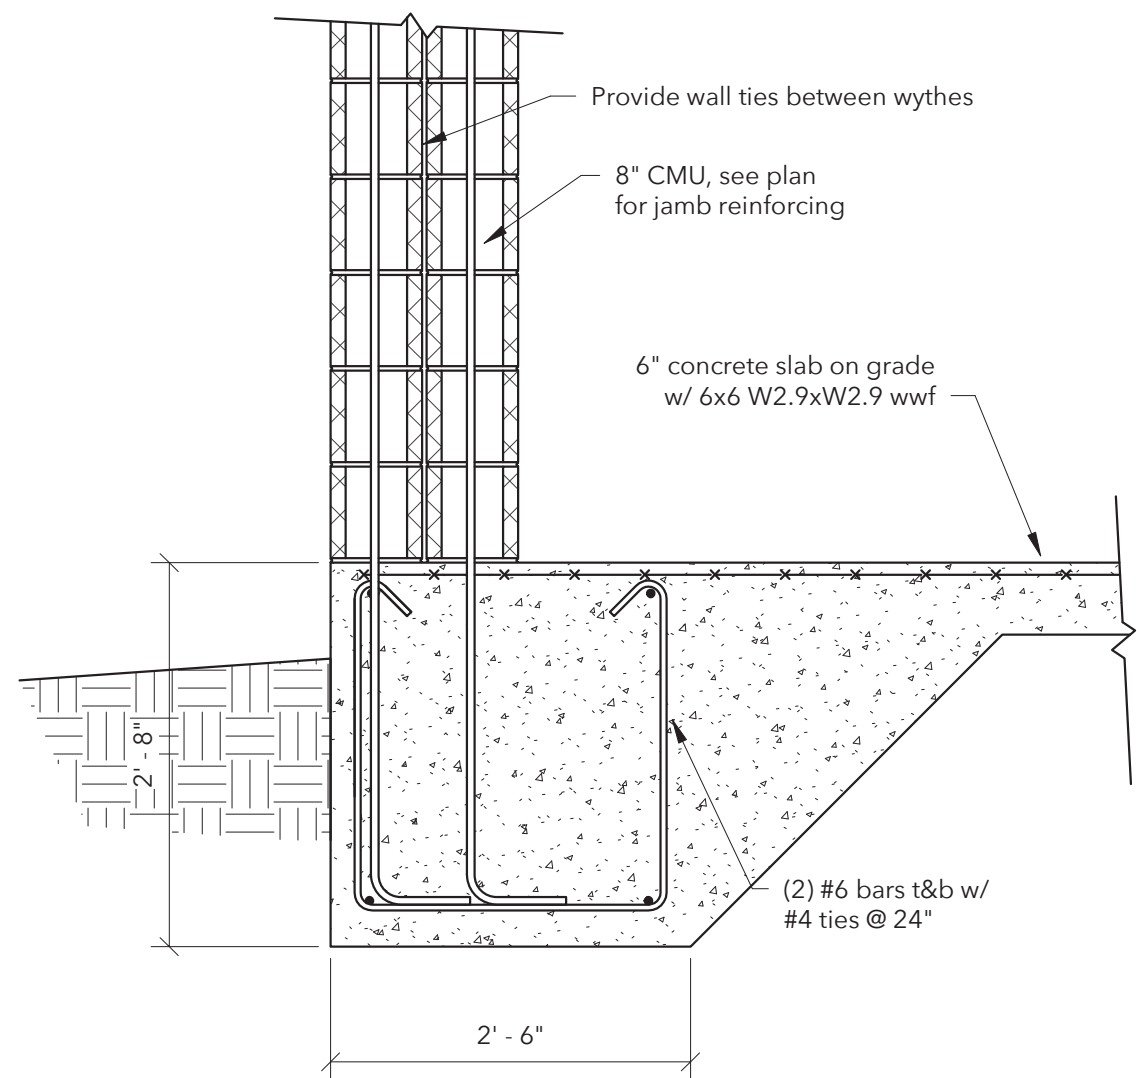 Provide wall ties between wythes
8" CMU, see plan
for jamb reinforcing
6" concrete slab on grade
w/ 6x6 W2.9xW2.9 wwf
2' - 8"
(2) #6 bars t&b w/
#4 ties @ 24"
2' - 6"